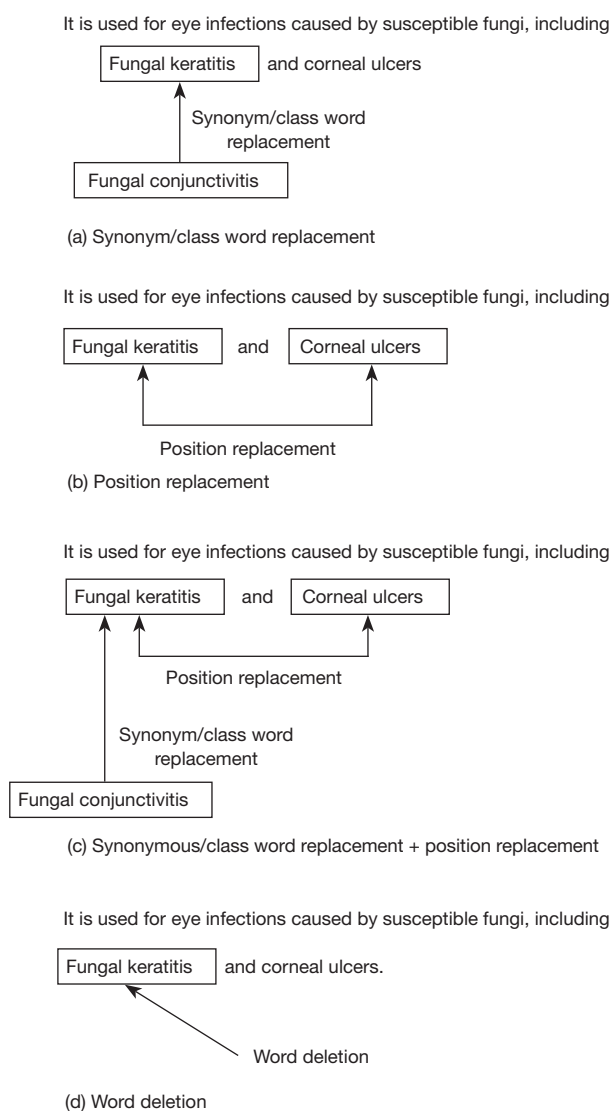 It is used for eye infections caused by susceptible fungi, including
Fungal keratitis and corneal ulcers
Synonym/class word
replacement
Fungal conjunctivitis
(a) Synonym/class word replacement
It is used for eye infections caused by susceptible fungi, including
Fungal keratitis and Corneal ulcers
Position replacement
(b) Position replacement
It is used for eye infections caused by susceptible fungi, including
Fungal keratitis and Corneal ulcers
Position replacement
Synonym/class word
replacement
Fungal conjunctivitis
(c) Synonymous/class word replacement + position replacement
It is used for eye infections caused by susceptible fungi, including
Fungal keratitis and corneal ulcers.
Word deletion
(d) Word deletion